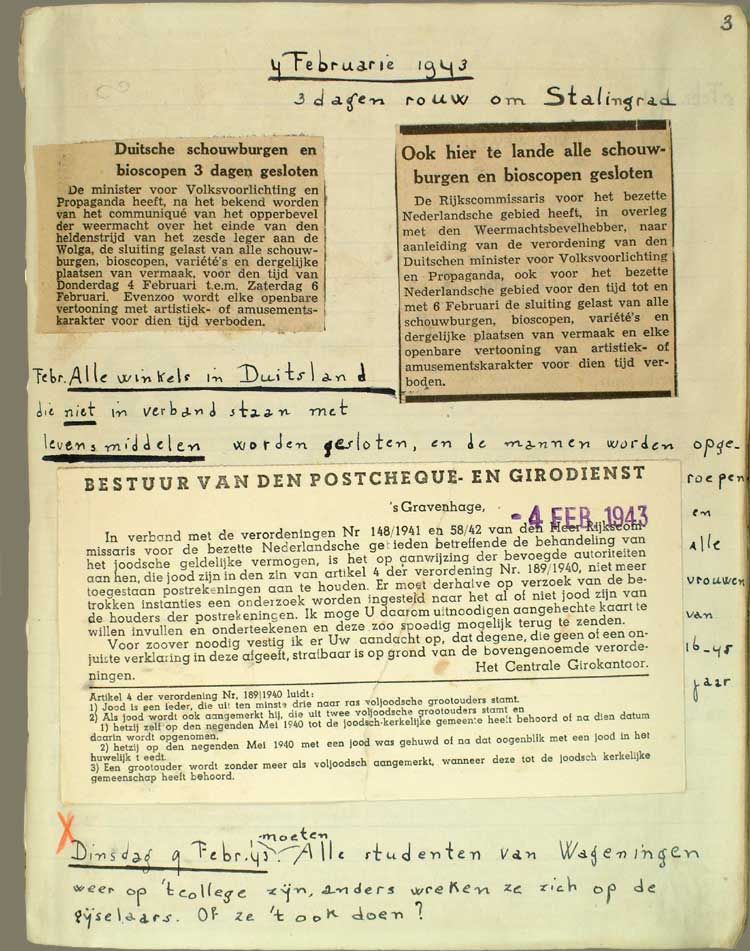 3
4 Februarie 1943
3 dagen rouw om Stalingrad
Duitsche schouwburgen en
bioscopen 3 dagen gesloten
De minister voor Volksvoorlichting en
Propaganda heeft, na het bekend worden
van het communiqué van het opperbevel
der weermacht over het einde van den
heldenstrijd van het zesde leger aan de
Wolga, de sluiting gelast van alle schouw-
burgen, bioscopen, variété's en dergelijke
plaatsen van vermaak, voor den tijd van
Donderdag 4 Februari t.e.m. Zaterdag 6
Februari. Evenzoo wordt elke openbare
vertooning met artistiek- of amusements-
karakter voor dien tijd verboden.
Ook hier te lande alle schouw-
burgen en bioscopen gesloten
De Rijkscommissaris voor het bezette
Nederlandsche gebied heeft, in overleg
met den Weermachtsbevelhebber, naar
aanleiding van de verordening van den
Duitschen minister voor Volksvoorlichting
en Propaganda, ook voor het bezette
Nederlandsche gebied voor den tijd tot en
met 6 Februari de sluiting gelast van alle
schouwburgen, bioscopen, variété's en
dergelijke plaatsen van vermaak en elke
openbare vertooning van artistiek- of
amusementskarakter voor dien tijd ver-
boden.
Febr. Alle winkels in Duitsland
die niet in verband staan met
levensmiddelen worden gesloten, en de mannen worden opge-
roepen
en
Alle
vrouwen
van
16-45
jaar
BESTUUR VAN DEN POSTCHEQUE- EN GIRODIENST
's Gravenhage, -4 FEB 1943
In verband met de verordeningen Nr 148/1941 en 58/42 van den Heer Rijkscom-
missaris voor de bezette Nederlandsche gebieden betreffende de behandeling van
het joodsche geldelijke vermogen, is het op aanwijzing der bevoegde autoriteiten
aan hen, die jood zijn in den zin van artikel 4 der verordening Nr. 189/1940, niet meer
toegestaan postrekeningen aan te houden. Er moet derhalve op verzoek van de be-
trokken instanties een onderzoek worden ingesteld naar het al of niet jood zijn van
de houders der postrekeningen. Ik moge U daarom uitnoodigen aangehechte kaart te
willen invullen en onderteekenen en deze zoo spoedig mogelijk terug te zenden.
Voor zoover noodig vestig ik er Uw aandacht op, dat degene, die geen of een on-
juiste verklaring in deze afgeeft, strafbaar is op grond van de bovengenoemde verorde-
ningen. Het Centrale Girokantoor.
Artikel 4 der verordening Nr. 189|1940 luidt:
1) Jood is een ieder, die uit ten minste drie naar ras voljoodsche grootouders stamt.
2) Als jood wordt ook aangemerkt hij, die uit twee voljoodsche grootouders stamt en
1) hetzij zelf op den negenden Mei 1940 tot de joodsch-kerkelijke gemeente heeft behoord of na dien datum
daarin wordt opgenomen,
2) hetzij op den negenden Mei 1940 met een jood was gehuwd of na dat oogenblik met een jood in het
huwelijk t eedt.
3) Een grootouder wordt zonder meer als voljoodsch aangemerkt, wanneer deze tot de joodsch kerkelijke
gemeenschap heeft behoord.
X
moeten
Dinsdag 9 Febr. Alle studenten van Wageningen
weer op 't college zijn, anders wreken ze zich op de
gijselaars. Of ze 't ook doen?